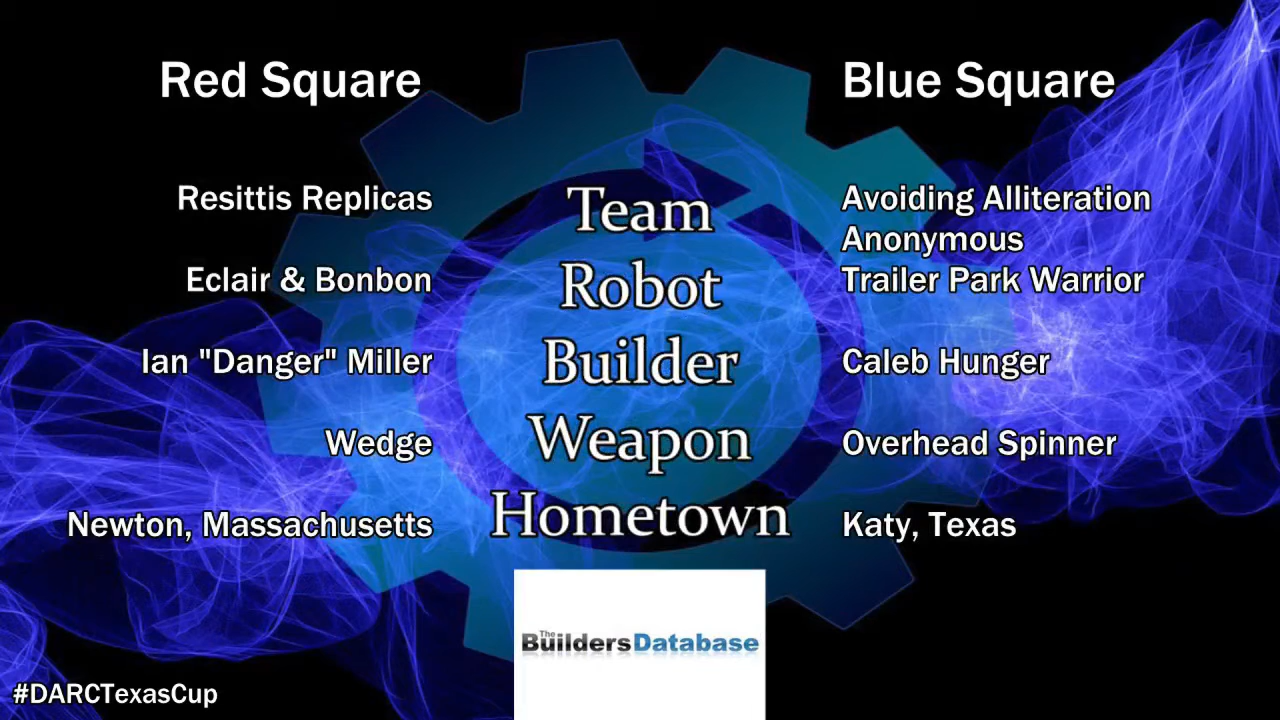 Red Square
Blue Square
Resittis Replicas
Team
Avoiding Alliteration
Anonymous
Eclair & Bonbon
Robot
Trailer Park Warrior
Ian "Danger" Miller
Builder
Caleb Hunger
Wedge
Weapon
Overhead Spinner
Newton, Massachusetts
Hometown
Katy, Texas
The BuildersDatabase
#DARCTexasCup